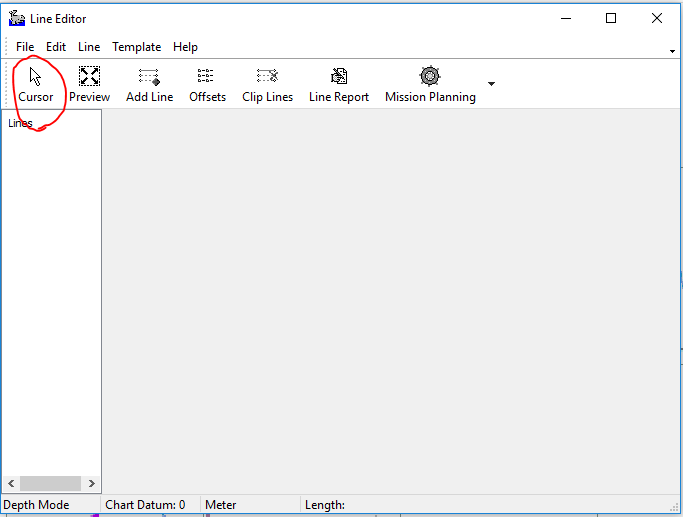 Line Editor
File Edit Line Template Help
Cursor Preview Add Line Offsets Clip Lines Line Report Mission Planning
Lines
Depth Mode Chart Datum: 0 Meter Length: